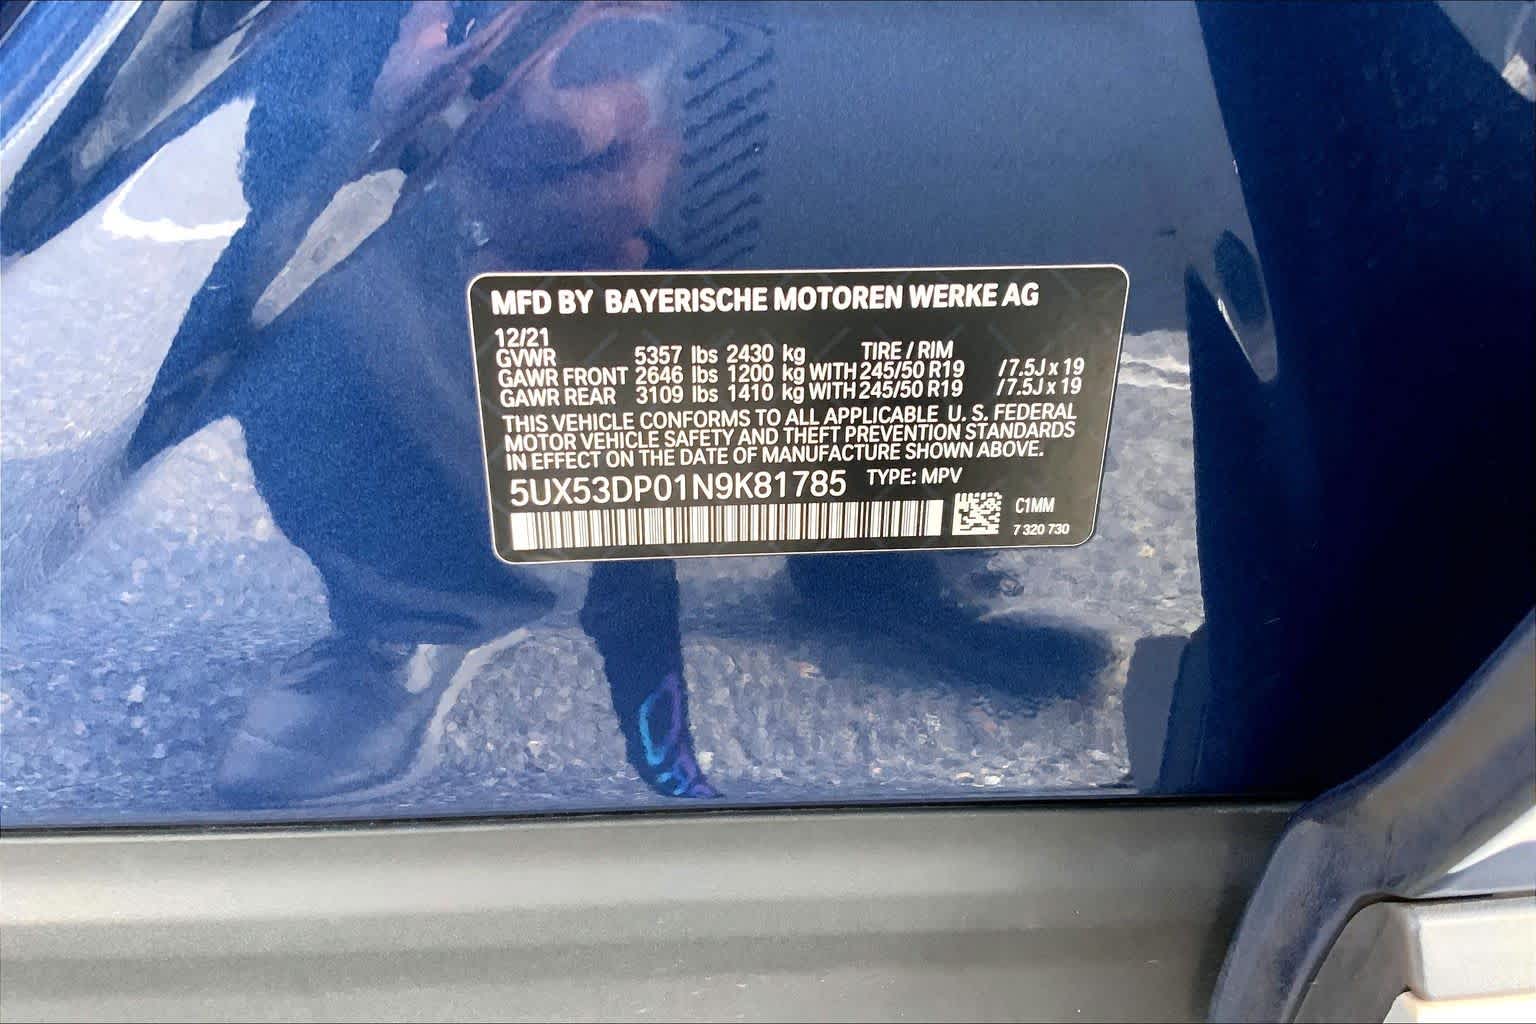 MFD BY BAYERISCHE MOTOREN WERKE AG
12/21
GVWR 5357 lbs 2430 kg TIRE / RIM
GAWR FRONT 2646 lbs 1200 kg WITH 245/50 R19 / 7.5J x 19
GAWR REAR 3109 lbs 1410 kg WITH 245/50 R19 / 7.5J x 19
THIS VEHICLE CONFORMS TO ALL APPLICABLE U. S. FEDERAL
MOTOR VEHICLE SAFETY AND THEFT PREVENTION STANDARDS
IN EFFECT ON THE DATE OF MANUFACTURE SHOWN ABOVE.
5UX53DP01N9K81785 TYPE: MPV
C1MM
7 320 730